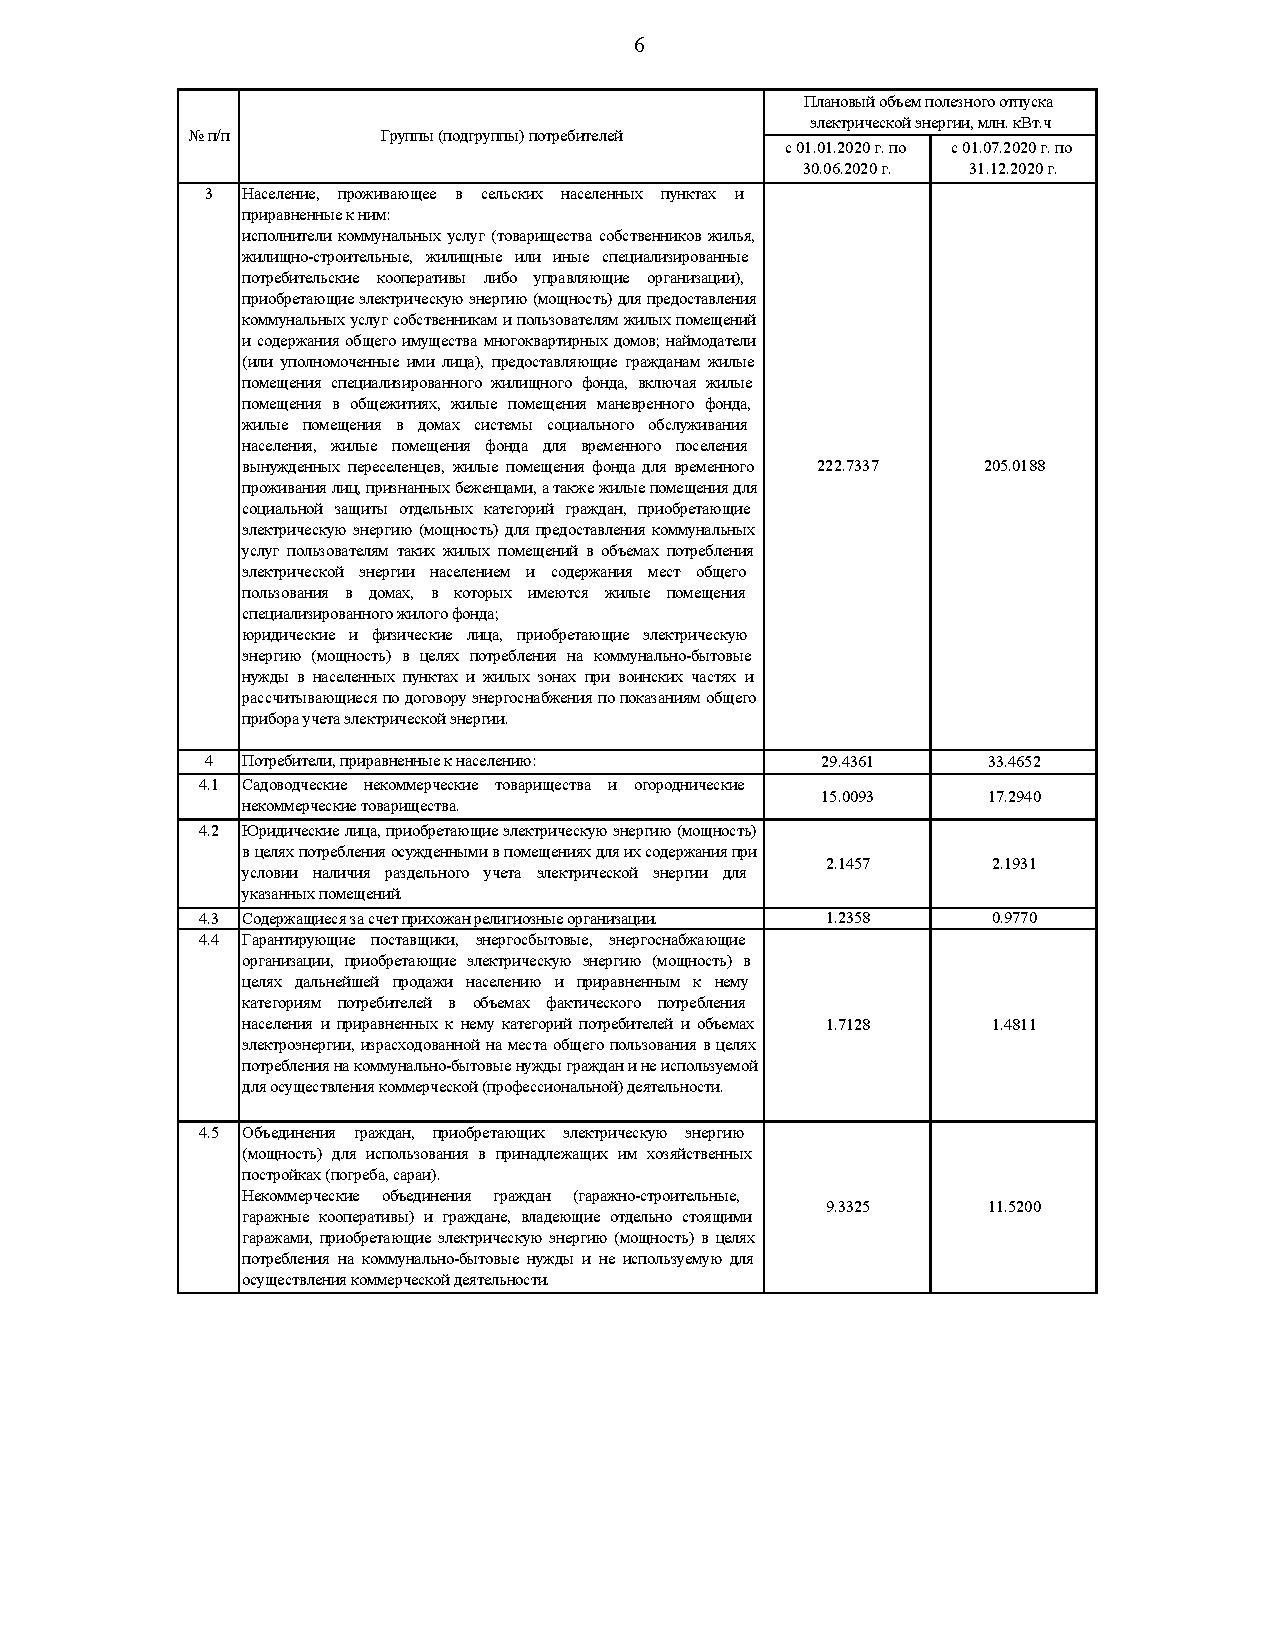 6
Плановый объем полезного отпуска
электрической энергии, млн. кВт.ч
№ п/п
Группы (подгруппы) потребителей
с 01.01.2020 г. по
30.06.2020 г.
с 01.07.2020 г. по
31.12.2020 г.
3 Население, проживающее в сельских населенных пунктах и
приравненные к ним:
исполнители коммунальных услуг (товарищества собственников жилья,
жилищно-строительные, жилищные или иные специализированные
потребительские кооперативы либо управляющие организации),
приобретающие электрическую энергию (мощность) для предоставления
коммунальных услуг собственникам и пользователям жилых помещений
и содержания общего имущества многоквартирных домов; наймодатели
(или уполномоченные ими лица), предоставляющие гражданам жилые
помещения специализированного жилищного фонда, включая жилые
помещения в общежитиях, жилые помещения маневренного фонда,
жилые помещения в домах системы социального обслуживания
населения, жилые помещения фонда для временного поселения
вынужденных переселенцев, жилые помещения фонда для временного
проживания лиц, признанных беженцами, а также жилые помещения для
социальной защиты отдельных категорий граждан, приобретающие
электрическую энергию (мощность) для предоставления коммунальных
услуг пользователям таких жилых помещений в объемах потребления
электрической энергии населением и содержания мест общего
пользования в домах, в которых имеются жилые помещения
специализированного жилого фонда;
юридические и физические лица, приобретающие электрическую
энергию (мощность) в целях потребления на коммунально-бытовые
нужды в населенных пунктах и жилых зонах при воинских частях и
рассчитывающиеся по договору энергоснабжения по показаниям общего
прибора учета электрической энергии.
222.7337 205.0188
4 Потребители, приравненные к населению: 29.4361 33.4652
4.1 Садоводческие некоммерческие товарищества и огороднические
некоммерческие товарищества.
15.0093 17.2940
4.2 Юридические лица, приобретающие электрическую энергию (мощность)
в целях потребления осужденными в помещениях для их содержания при
условии наличия раздельного учета электрической энергии для
указанных помещений.
2.1457 2.1931
4.3 Содержащиеся за счет прихожан религиозные организации. 1.2358 0.9770
4.4 Гарантирующие поставщики, энергосбытовые, энергоснабжающие
организации, приобретающие электрическую энергию (мощность) в
целях дальнейшей продажи населению и приравненным к нему
категориям потребителей в объемах фактического потребления
населения и приравненных к нему категорий потребителей и объемах
электроэнергии, израсходованной на места общего пользования в целях
потребления на коммунально-бытовые нужды граждан и не используемой
для осуществления коммерческой (профессиональной) деятельности.
1.7128 1.4811
4.5 Объединения граждан, приобретающих электрическую энергию
(мощность) для использования в принадлежащих им хозяйственных
постройках (погреба, сараи).
Некоммерческие объединения граждан (гаражно-строительные,
гаражные кооперативы) и граждане, владеющие отдельно стоящими
гаражами, приобретающие электрическую энергию (мощность) в целях
потребления на коммунально-бытовые нужды и не используемую для
осуществления коммерческой деятельности.
9.3325 11.5200